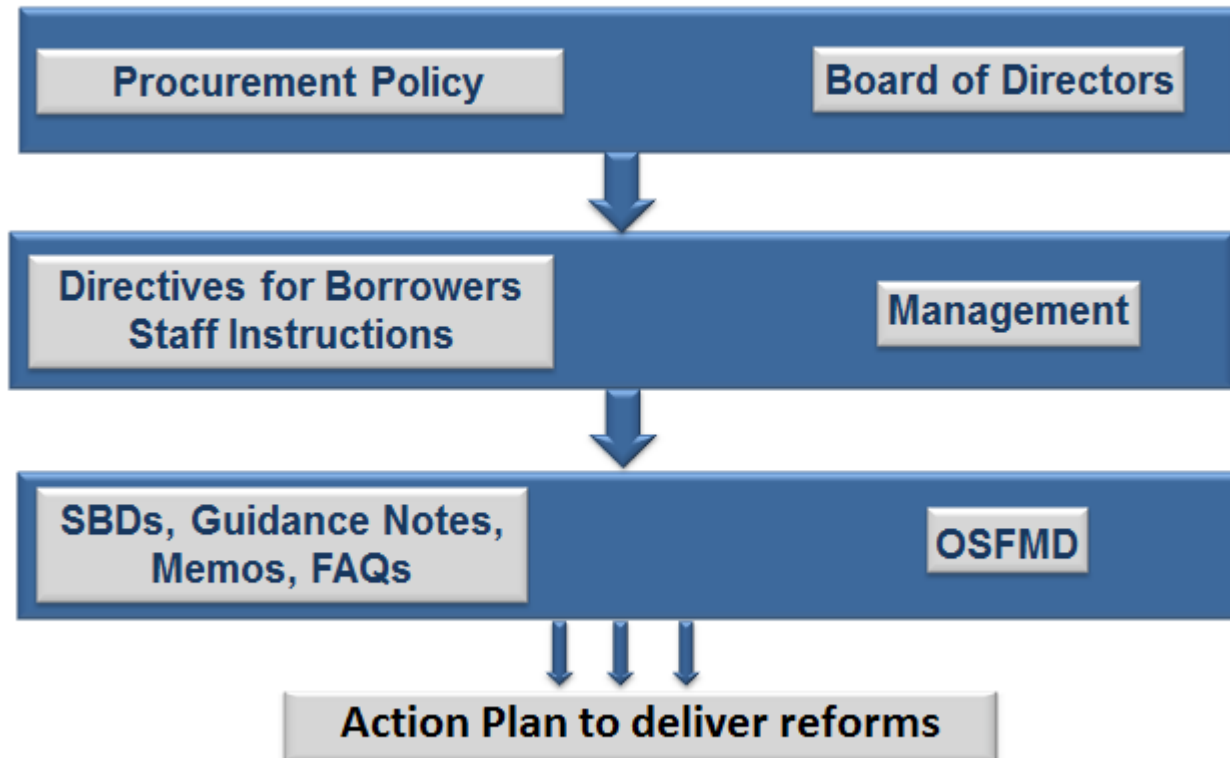 Procurement Policy
Board of Directors
Directives for Borrowers
Staff Instructions
Management
SBDs, Guidance Notes,
Memos, FAQs
OSFMD
Action Plan to deliver reforms